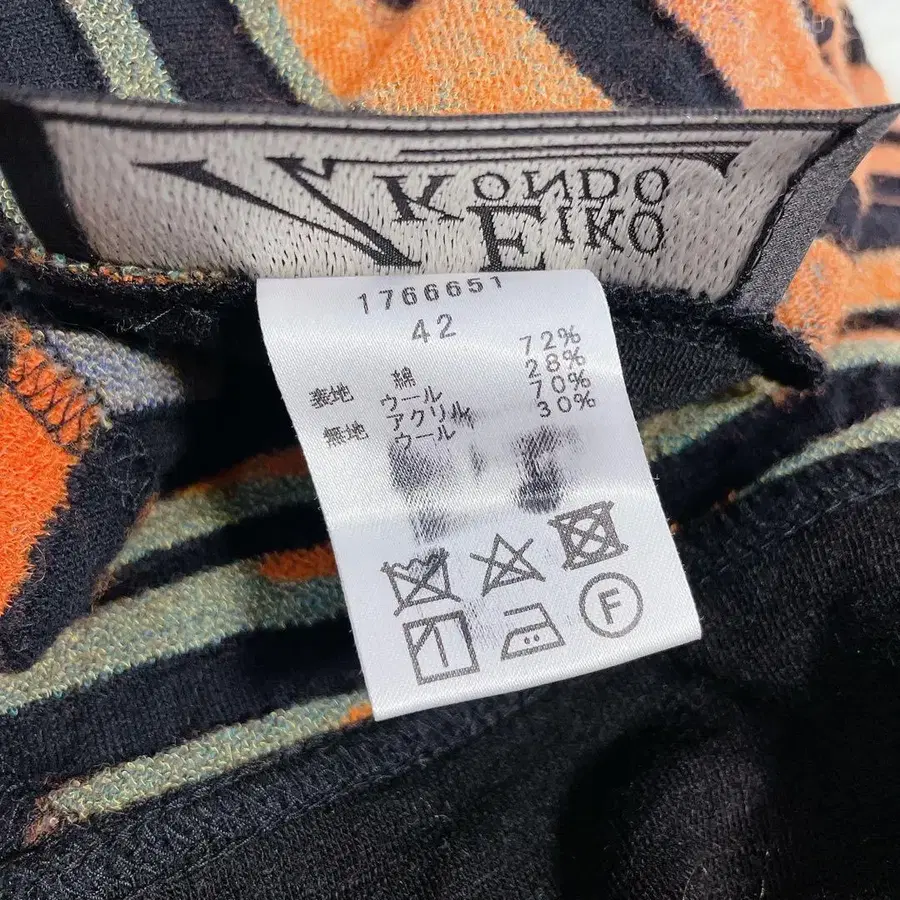 KONDO
EIKO
1766651
42
表地 綿 72%
ウール 28%
無地 アクリル 70%
ウール 30%
F